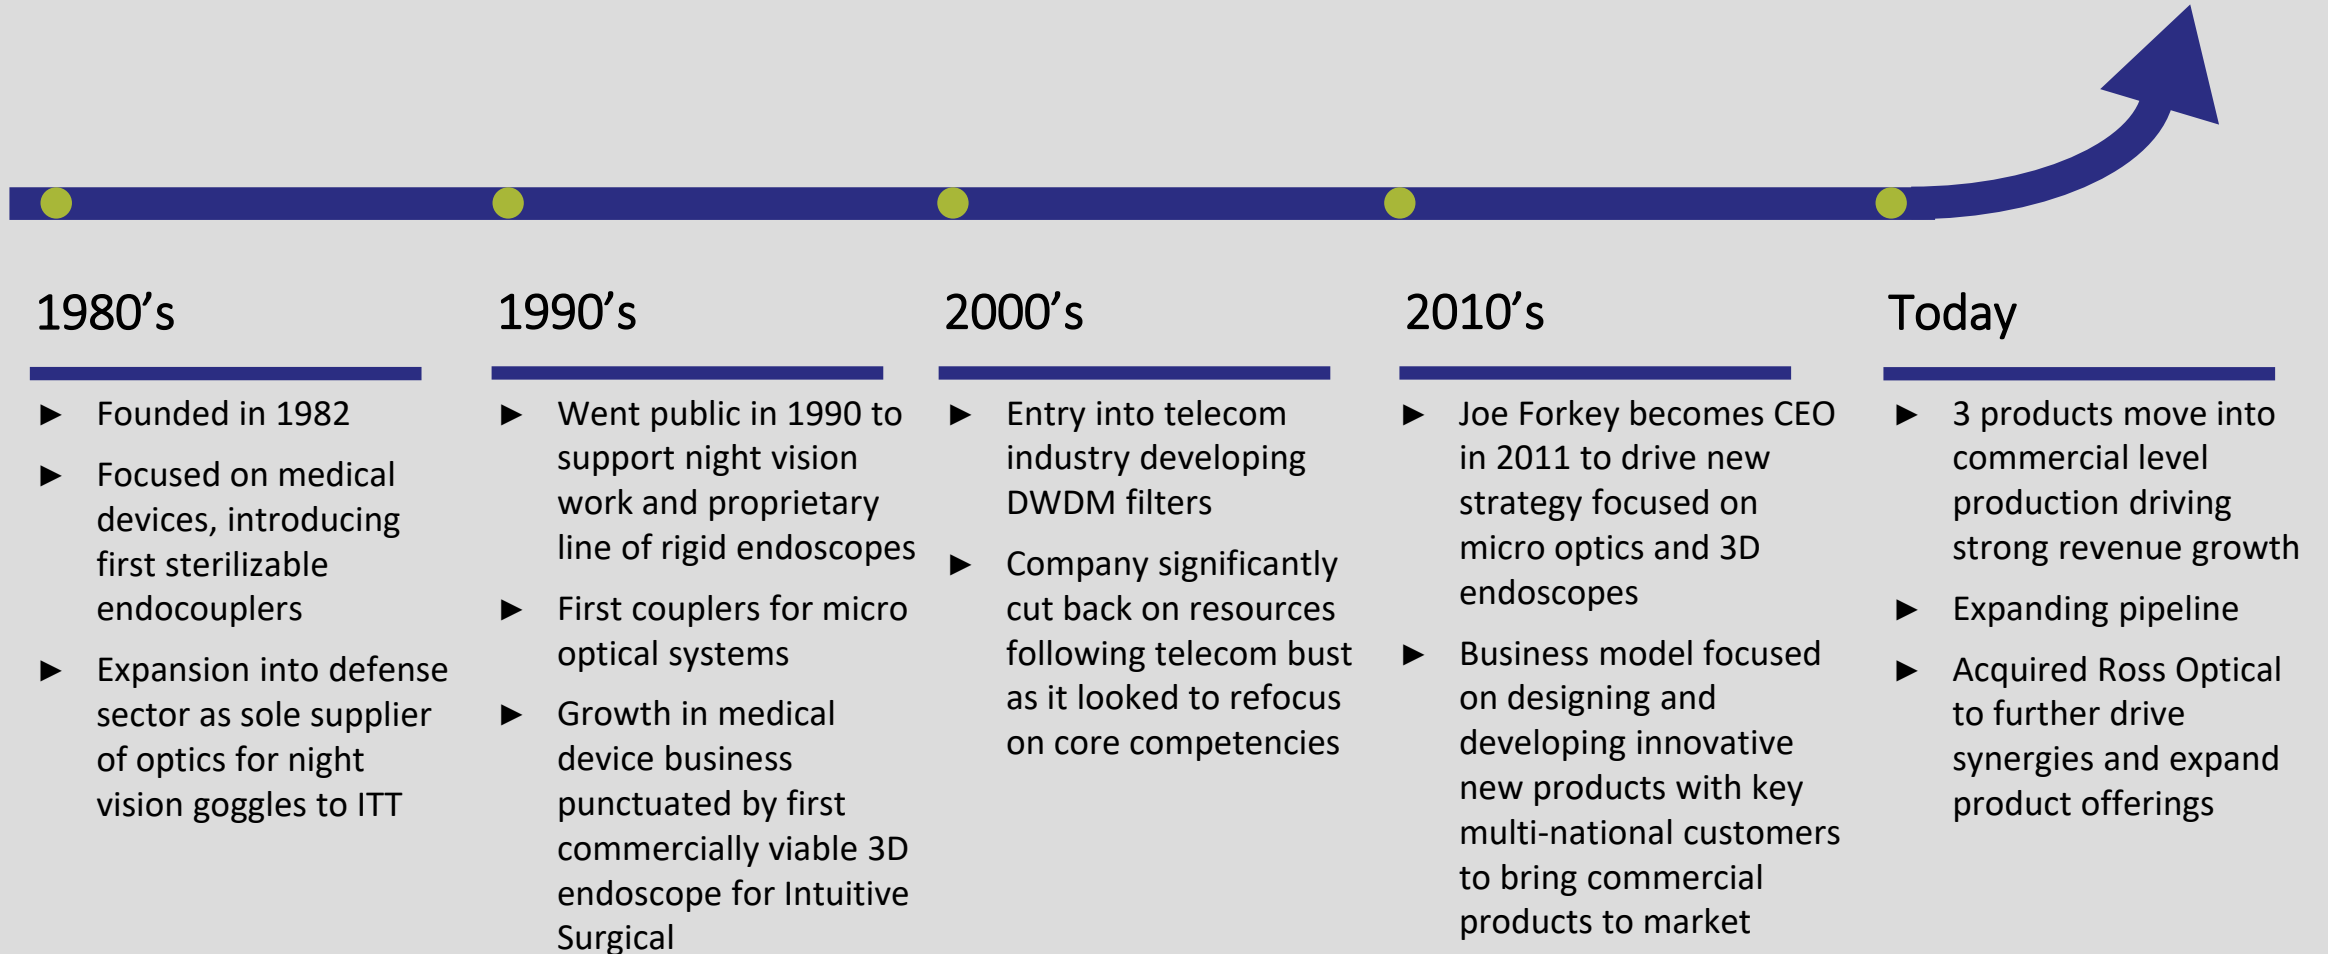 1980’s
► Founded in 1982
► Focused on medical
devices, introducing
first sterilizable
endocouplers
► Expansion into defense
sector as sole supplier
of optics for night
vision goggles to ITT
1990’s
► Went public in 1990 to
support night vision
work and proprietary
line of rigid endoscopes
► First couplers for micro
optical systems
► Growth in medical
device business
punctuated by first
commercially viable 3D
endoscope for Intuitive
Surgical
2000’s
► Entry into telecom
industry developing
DWDM filters
► Company significantly
cut back on resources
following telecom bust
as it looked to refocus
on core competencies
2010’s
► Joe Forkey becomes CEO
in 2011 to drive new
strategy focused on
micro optics and 3D
endoscopes
► Business model focused
on designing and
developing innovative
new products with key
multi-national customers
to bring commercial
products to market
Today
► 3 products move into
commercial level
production driving
strong revenue growth
► Expanding pipeline
► Acquired Ross Optical
to further drive
synergies and expand
product offerings